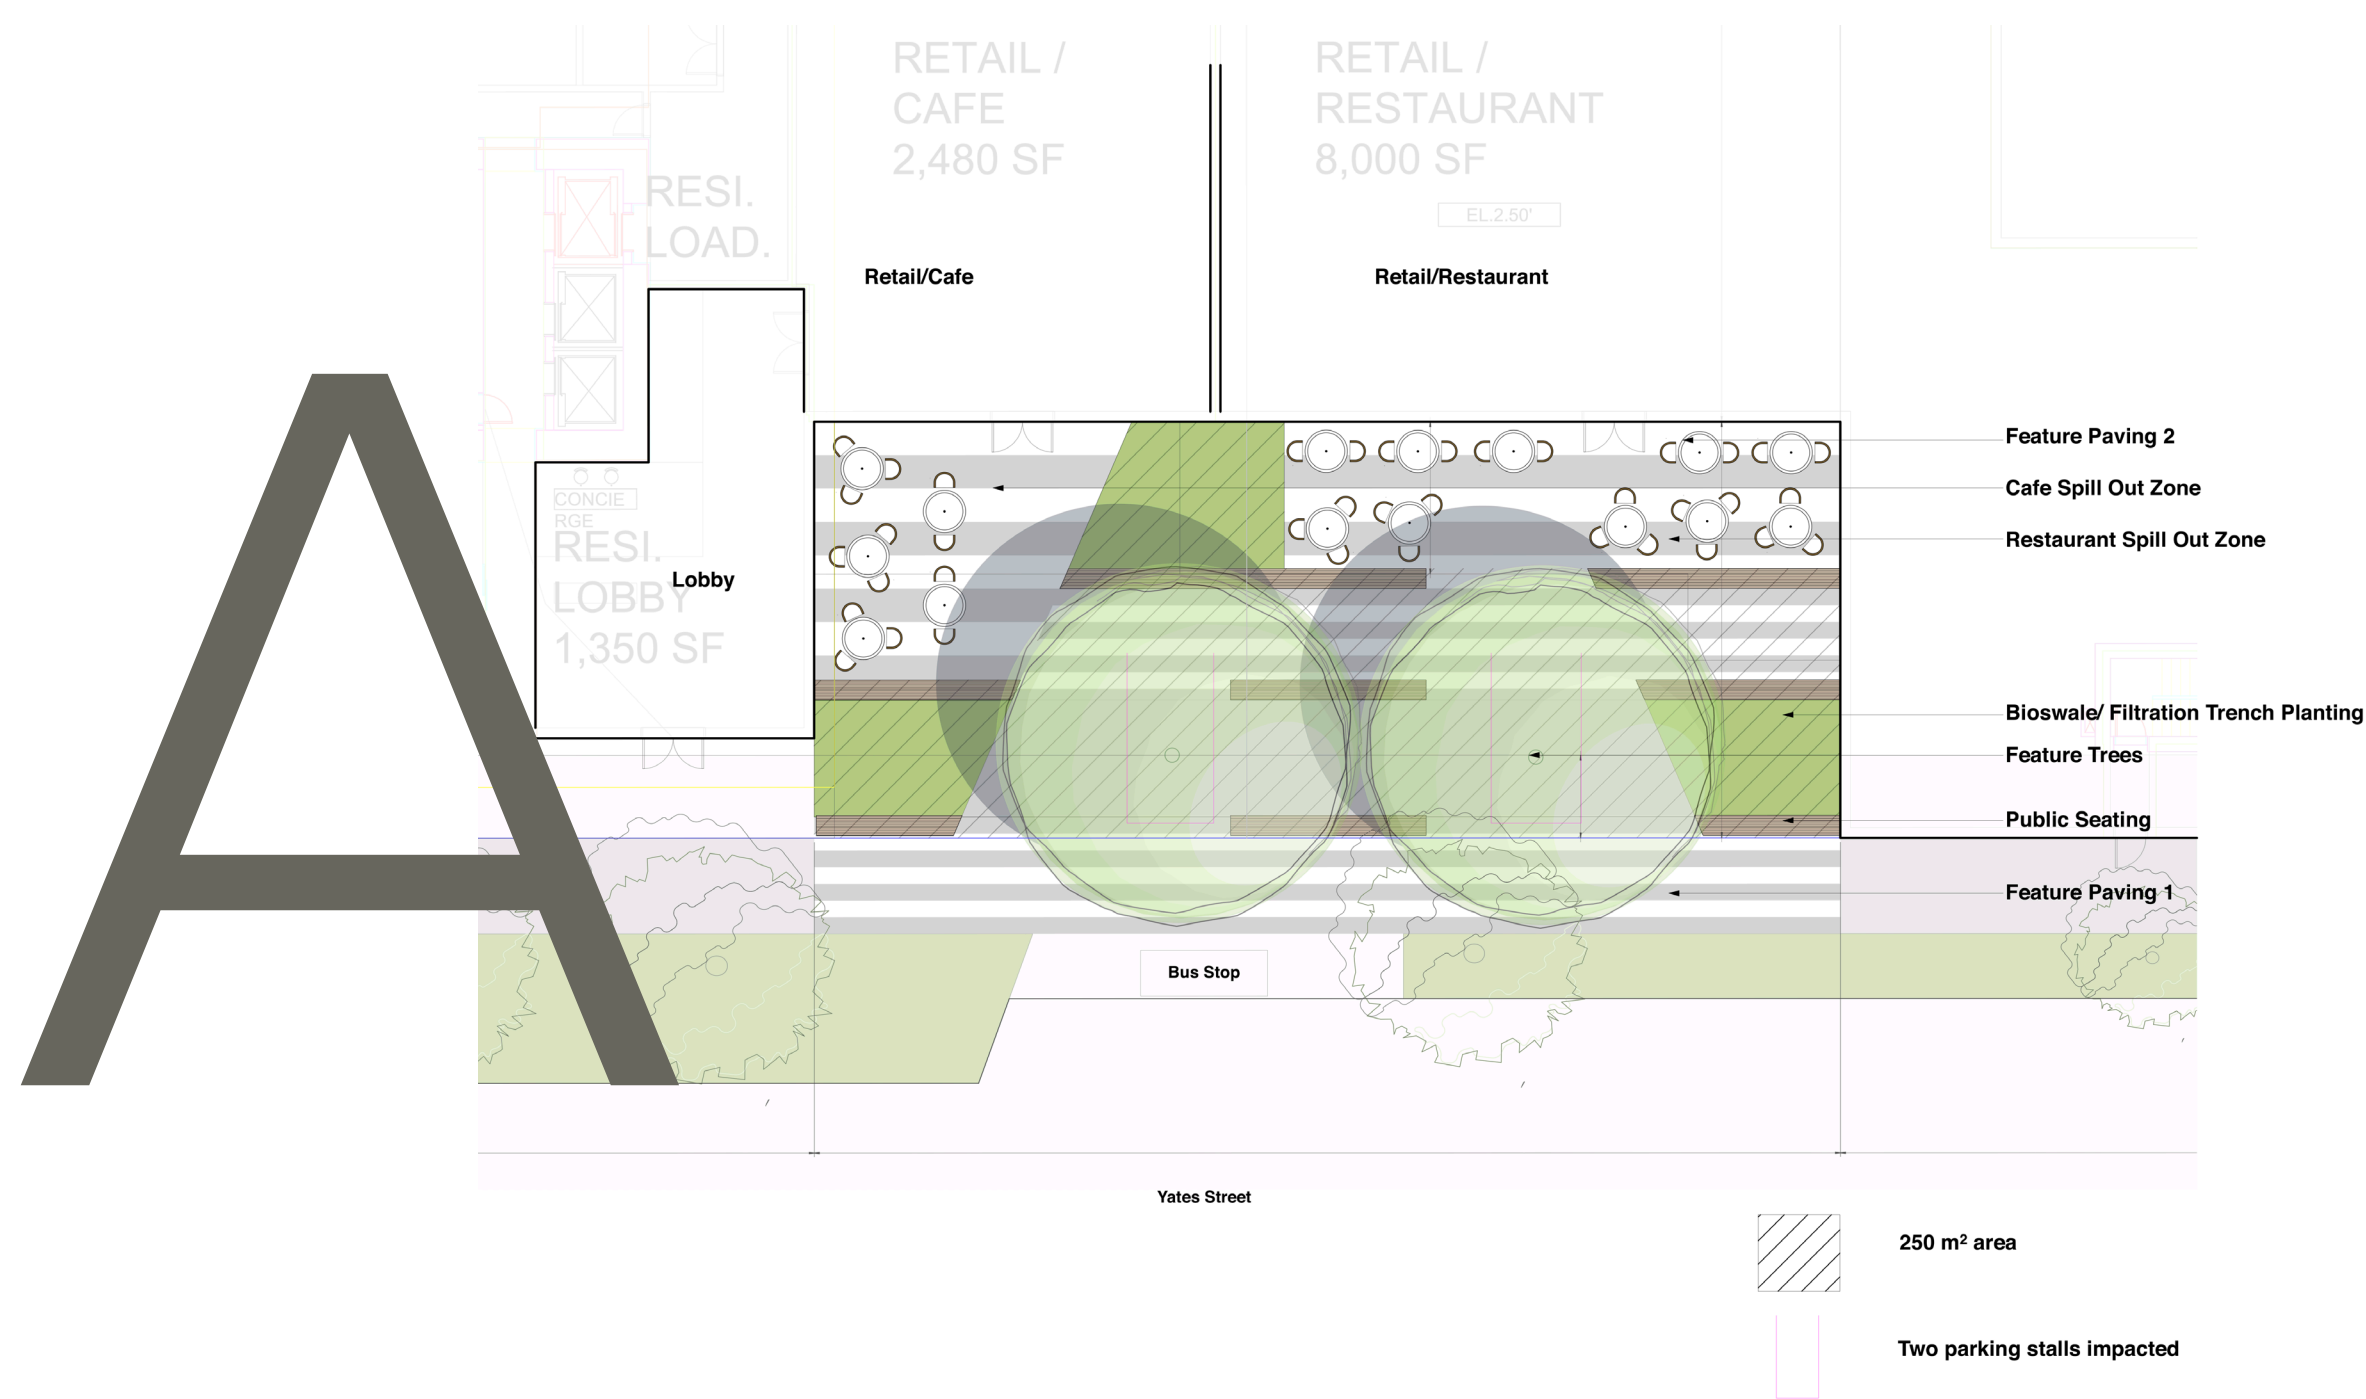 RETAIL /
CAFE
2,480 SF
RETAIL /
RESTAURANT
8,000 SF
EL.2.50'
RESI.
LOAD.
Retail/Cafe
Retail/Restaurant
A
CONCIE
RGE
RESI.
LOBBY
1,350 SF
Lobby
Feature Paving 2
Cafe Spill Out Zone
Restaurant Spill Out Zone
Bioswale/ Filtration Trench Planting
Feature Trees
Public Seating
Feature Paving 1
Bus Stop
Yates Street
250 m² area
Two parking stalls impacted